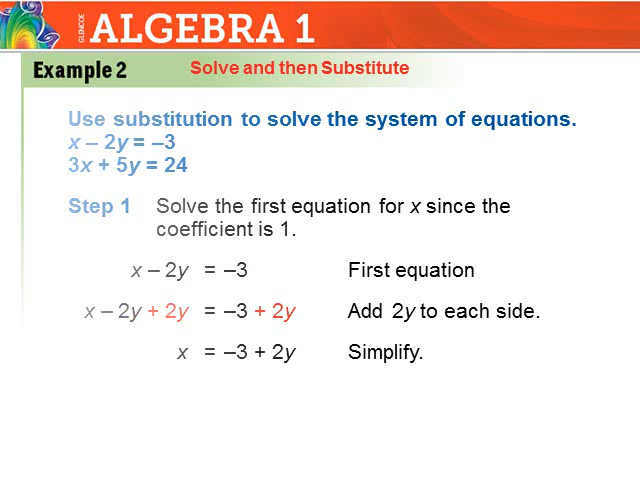 GLENCOE ALGEBRA 1
Example 2 Solve and then Substitute
Use substitution to solve the system of equations.
x – 2y = –3
3x + 5y = 24
Step 1 Solve the first equation for x since the
coefficient is 1.
x – 2y = –3 First equation
x – 2y + 2y = –3 + 2y Add 2y to each side.
x = –3 + 2y Simplify.